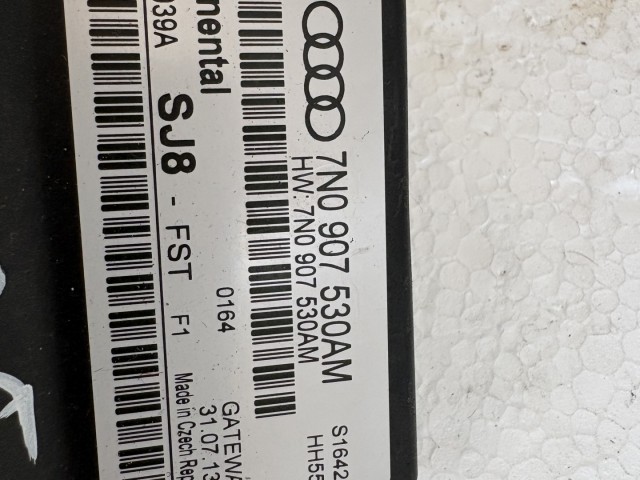 7N0 907 530AM S1642
HW: 7N0 907 530AM HH55
0164 GATEWA
mental 31.07.13
039A SJ8 - FST F1 Made in Czech Rep